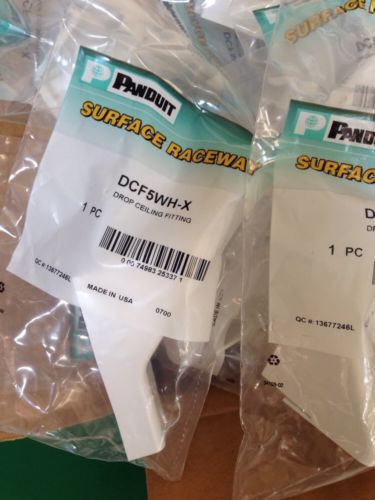 P PANDUIT
SURFACE RACEWAY
DCF5WH-X
DROP CEILING FITTING
1 PC
0 00 74983 25337 1
QC #:13677246L
MADE IN USA
0700
P PANDUIT
SURFACE
1 PC
QC #:13677246L